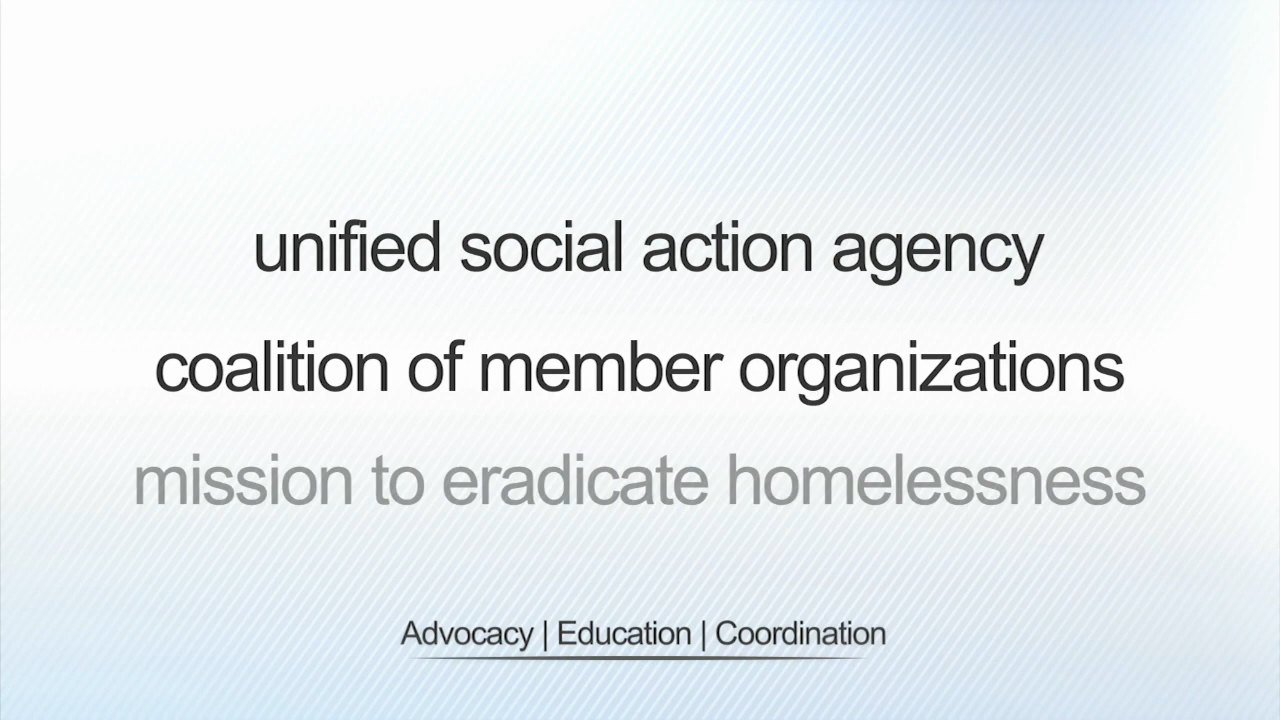 unified social action agency
coalition of member organizations
mission to eradicate homelessness
Advocacy | Education | Coordination